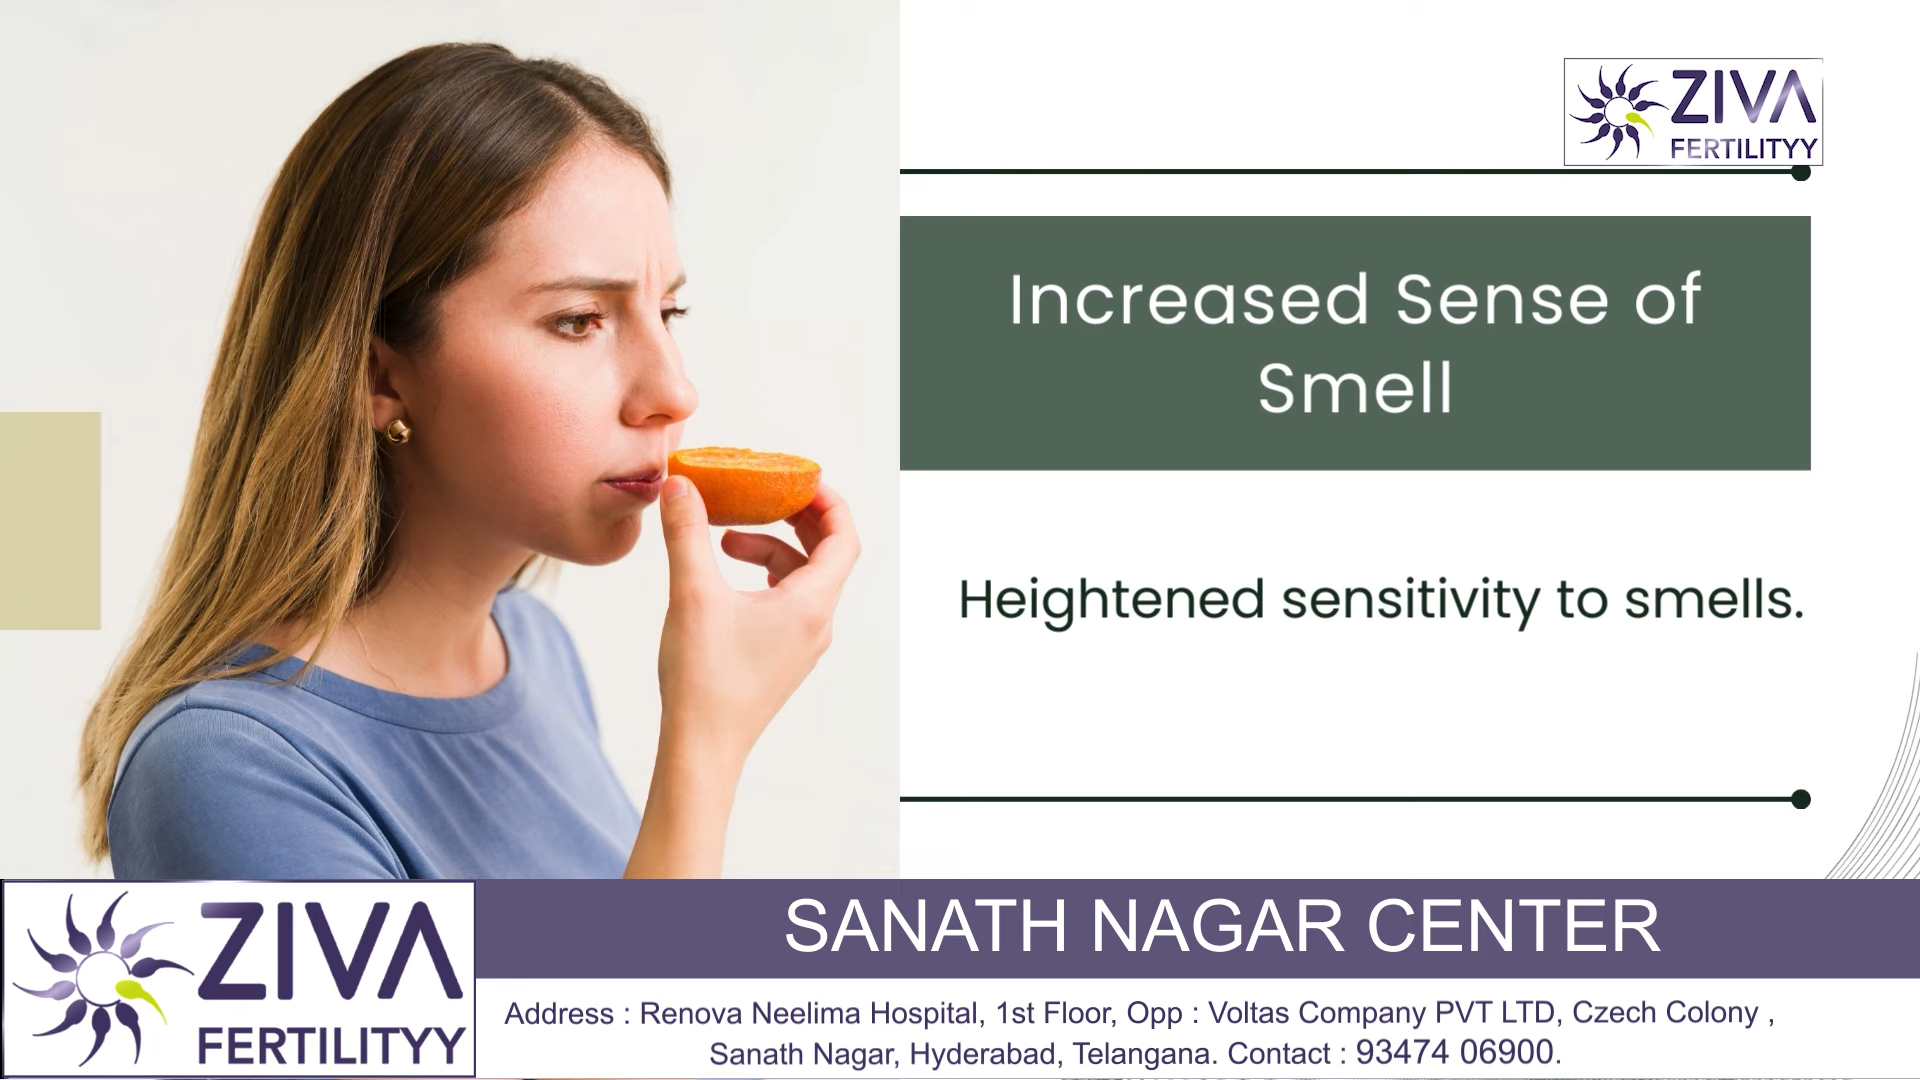 ZIVA
FERTILITYY
Increased Sense of
Smell
Heightened sensitivity to smells.
ZIVA
FERTILITYY
SANATH NAGAR CENTER
Address : Renova Neelima Hospital, 1st Floor, Opp : Voltas Company PVT LTD, Czech Colony ,
Sanath Nagar, Hyderabad, Telangana. Contact : 93474 06900.